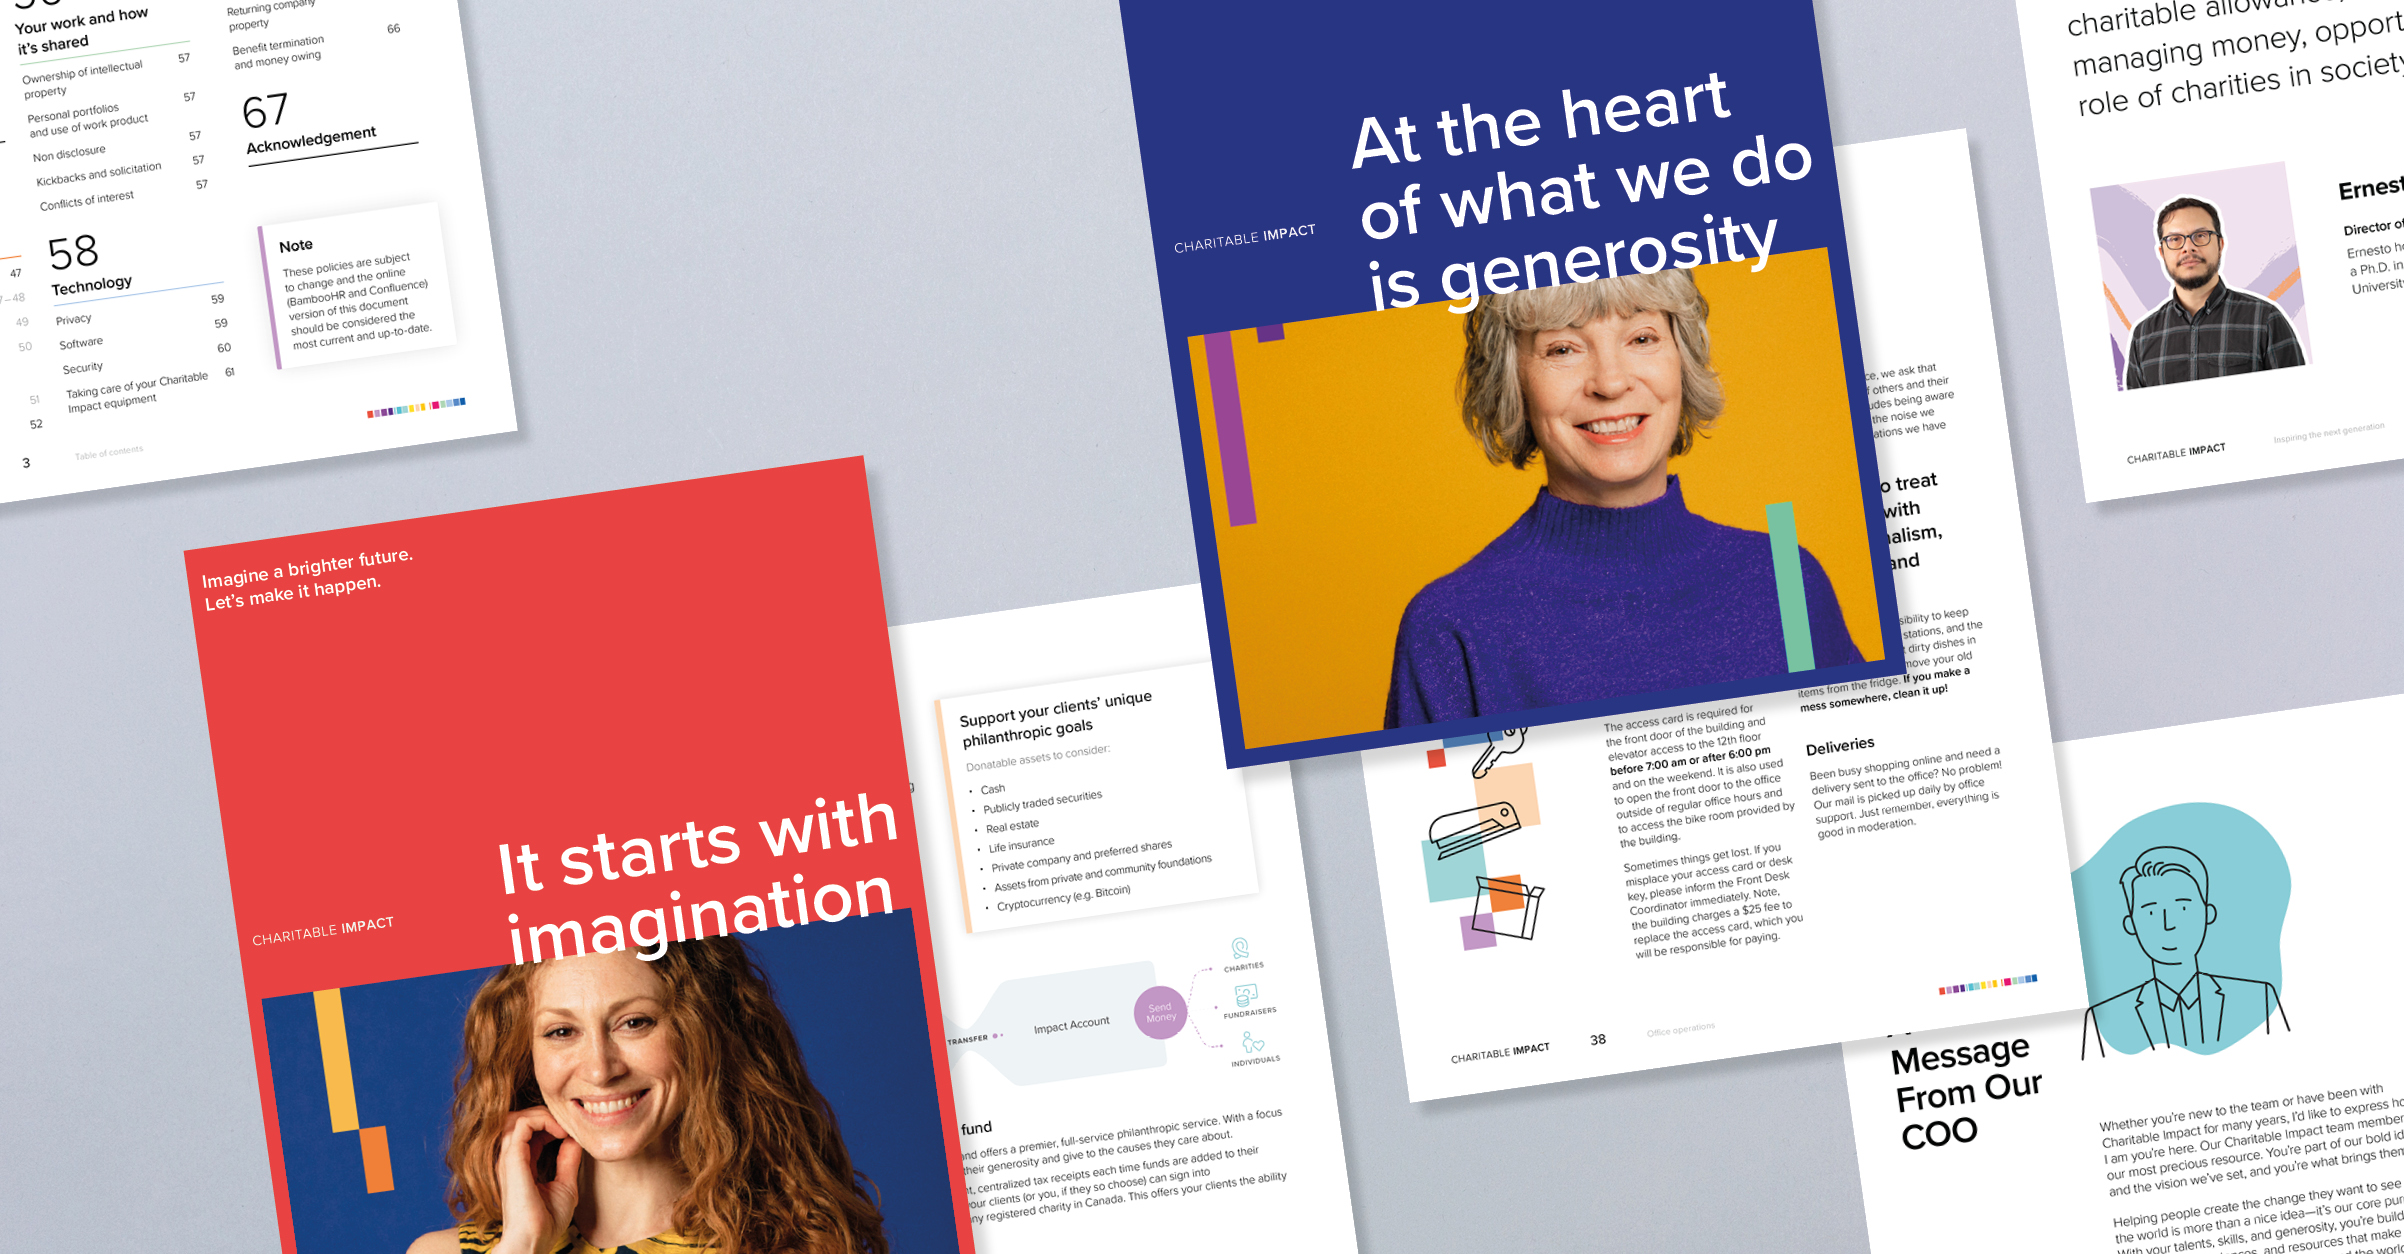 Your work and how
it's shared
Ownership of intellectual
property
57
Personal portfolios
and use of work product
57
Non disclosure
57
Kickbacks and solicitation
57
Conflicts of interest
57
58
Technology
Privacy
59
Software
59
Security
60
Taking care of your Charitable
Impact equipment
61
47
49
50
51
52
3
Table of contents
Returning company
property
Benefit termination
and money owing
66
67
Acknowledgement
Note
These policies are subject
to change and the online
(BambooHR and Confluence)
version of this document
should be considered the
most current and up-to-date.
Imagine a brighter future.
Let's make it happen.
CHARITABLE IMPACT
It starts with
imagination
Support your clients' unique
philanthropic goals
Donatable assets to consider:
• Cash
• Publicly traded securities
• Real estate
• Life insurance
• Private company and preferred shares
• Assets from private and community foundations
• Cryptocurrency (e.g. Bitcoin)
TRANSFER
Impact Account
Send
Money
CHARITIES
FUNDRAISERS
INDIVIDUALS
fund
and offers a premier, full-service philanthropic service. With a focus
their generosity and give to the causes they care about.
centralized tax receipts each time funds are added to their
your clients (or you, if they so choose) can sign into
any registered charity in Canada. This offers your clients the ability
CHARITABLE IMPACT
At the heart
of what we do
is generosity
we ask that
others and their
being aware
the noise we
we have
to treat
with
and
to keep
stations, and the
dirty dishes in
move your old
items from the fridge. If you make a
mess somewhere, clean it up!
The access card is required for
the front door of the building and
elevator access to the 12th floor
before 7:00 am or after 6:00 pm
and on the weekend. It is also used
to open the front door to the office
outside of regular office hours and
to access the bike room provided by
the building.
Sometimes things get lost. If you
misplace your access card or desk
key, please inform the Front Desk
Coordinator immediately. Note,
the building charges a $25 fee to
replace the access card, which you
will be responsible for paying.
Deliveries
Been busy shopping online and need a
delivery sent to the office? No problem!
Our mail is picked up daily by office
support. Just remember, everything is
good in moderation.
CHARITABLE IMPACT
38
Office operations
charitable
managing money,
role of charities in society
Director of
Ernesto
a Ph.D. in
CHARITABLE IMPACT
Inspiring the next generation
Message
From Our
COO
Whether you're new to the team or have been with
Charitable Impact for many years, I'd like to express
I am you're here. Our Charitable Impact team
our most precious resource. You're part of our bold
and the vision we've set, and you're what brings
Helping people create the change they want to see
the world is more than a nice idea—it's our core
With your talents, skills, and generosity, you're
and resources that make